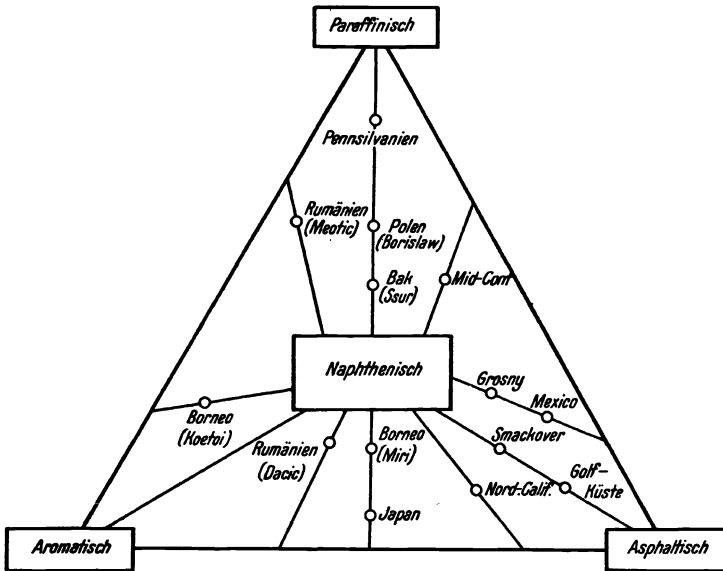 Paraffinisch
Pennsilvanien
Rumänien
(Meotic)
Polen
(Borislaw)
Bak
(Ssur)
Mid-Conf
Naphthenisch
Grosny
Mexico
Borneo
(Koetoi)
Rumänien
(Dacic)
Borneo
(Miri)
Smackover
Golf-
Küste
Nord-Calif.
Japan
Aromatisch
Asphaltisch